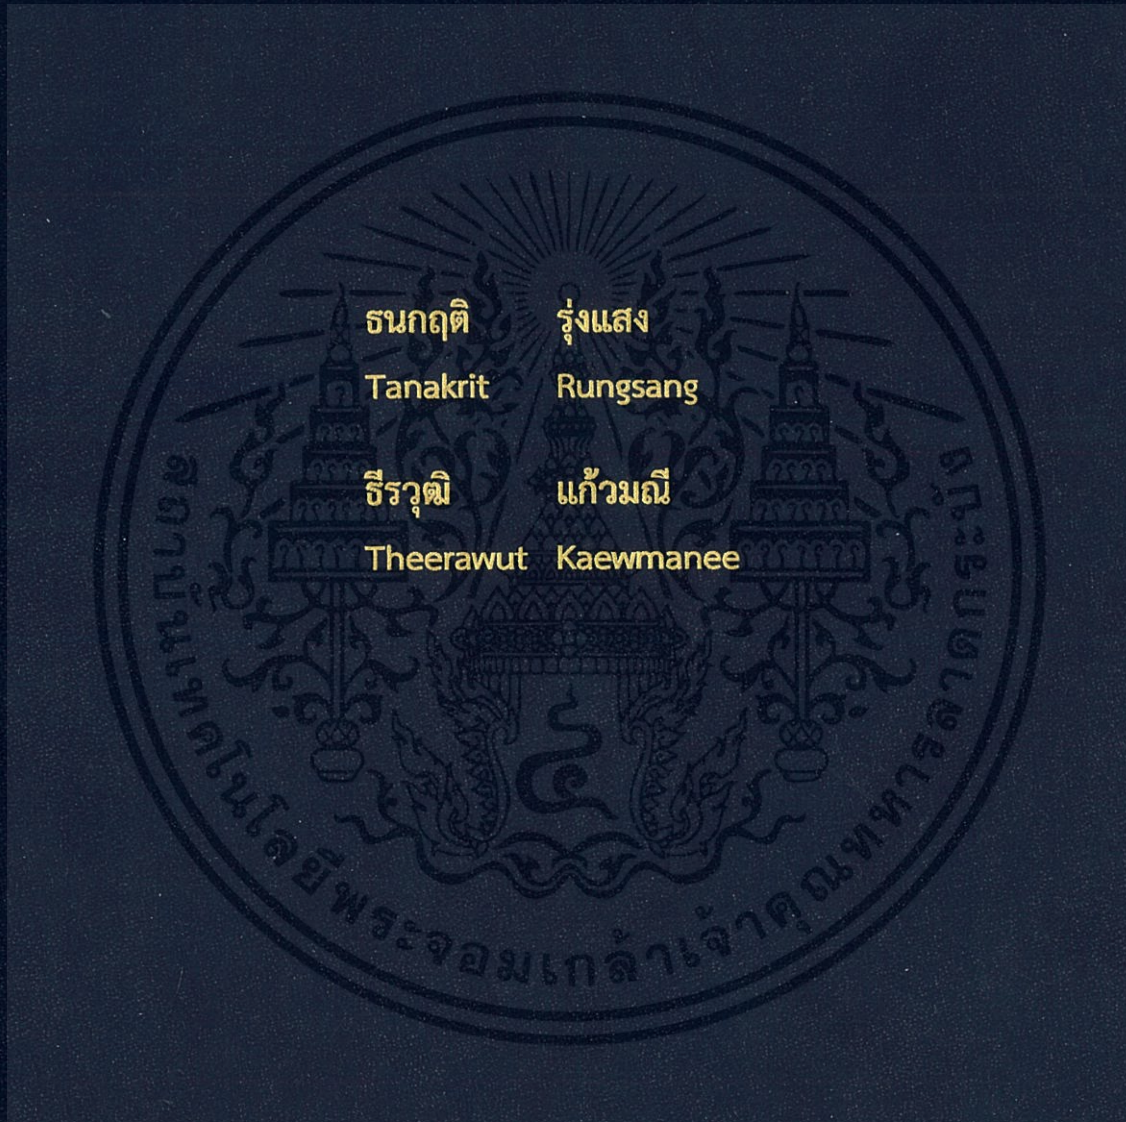 ธนกฤติ รุ่งแสง
Tanakrit Rungsang
ธีรวุฒิ แก้วมณี
Theerawut Kaewmanee
สถาบันเทคโนโลยีพระจอมเกล้าเจ้าคุณทหารลาดกระบัง